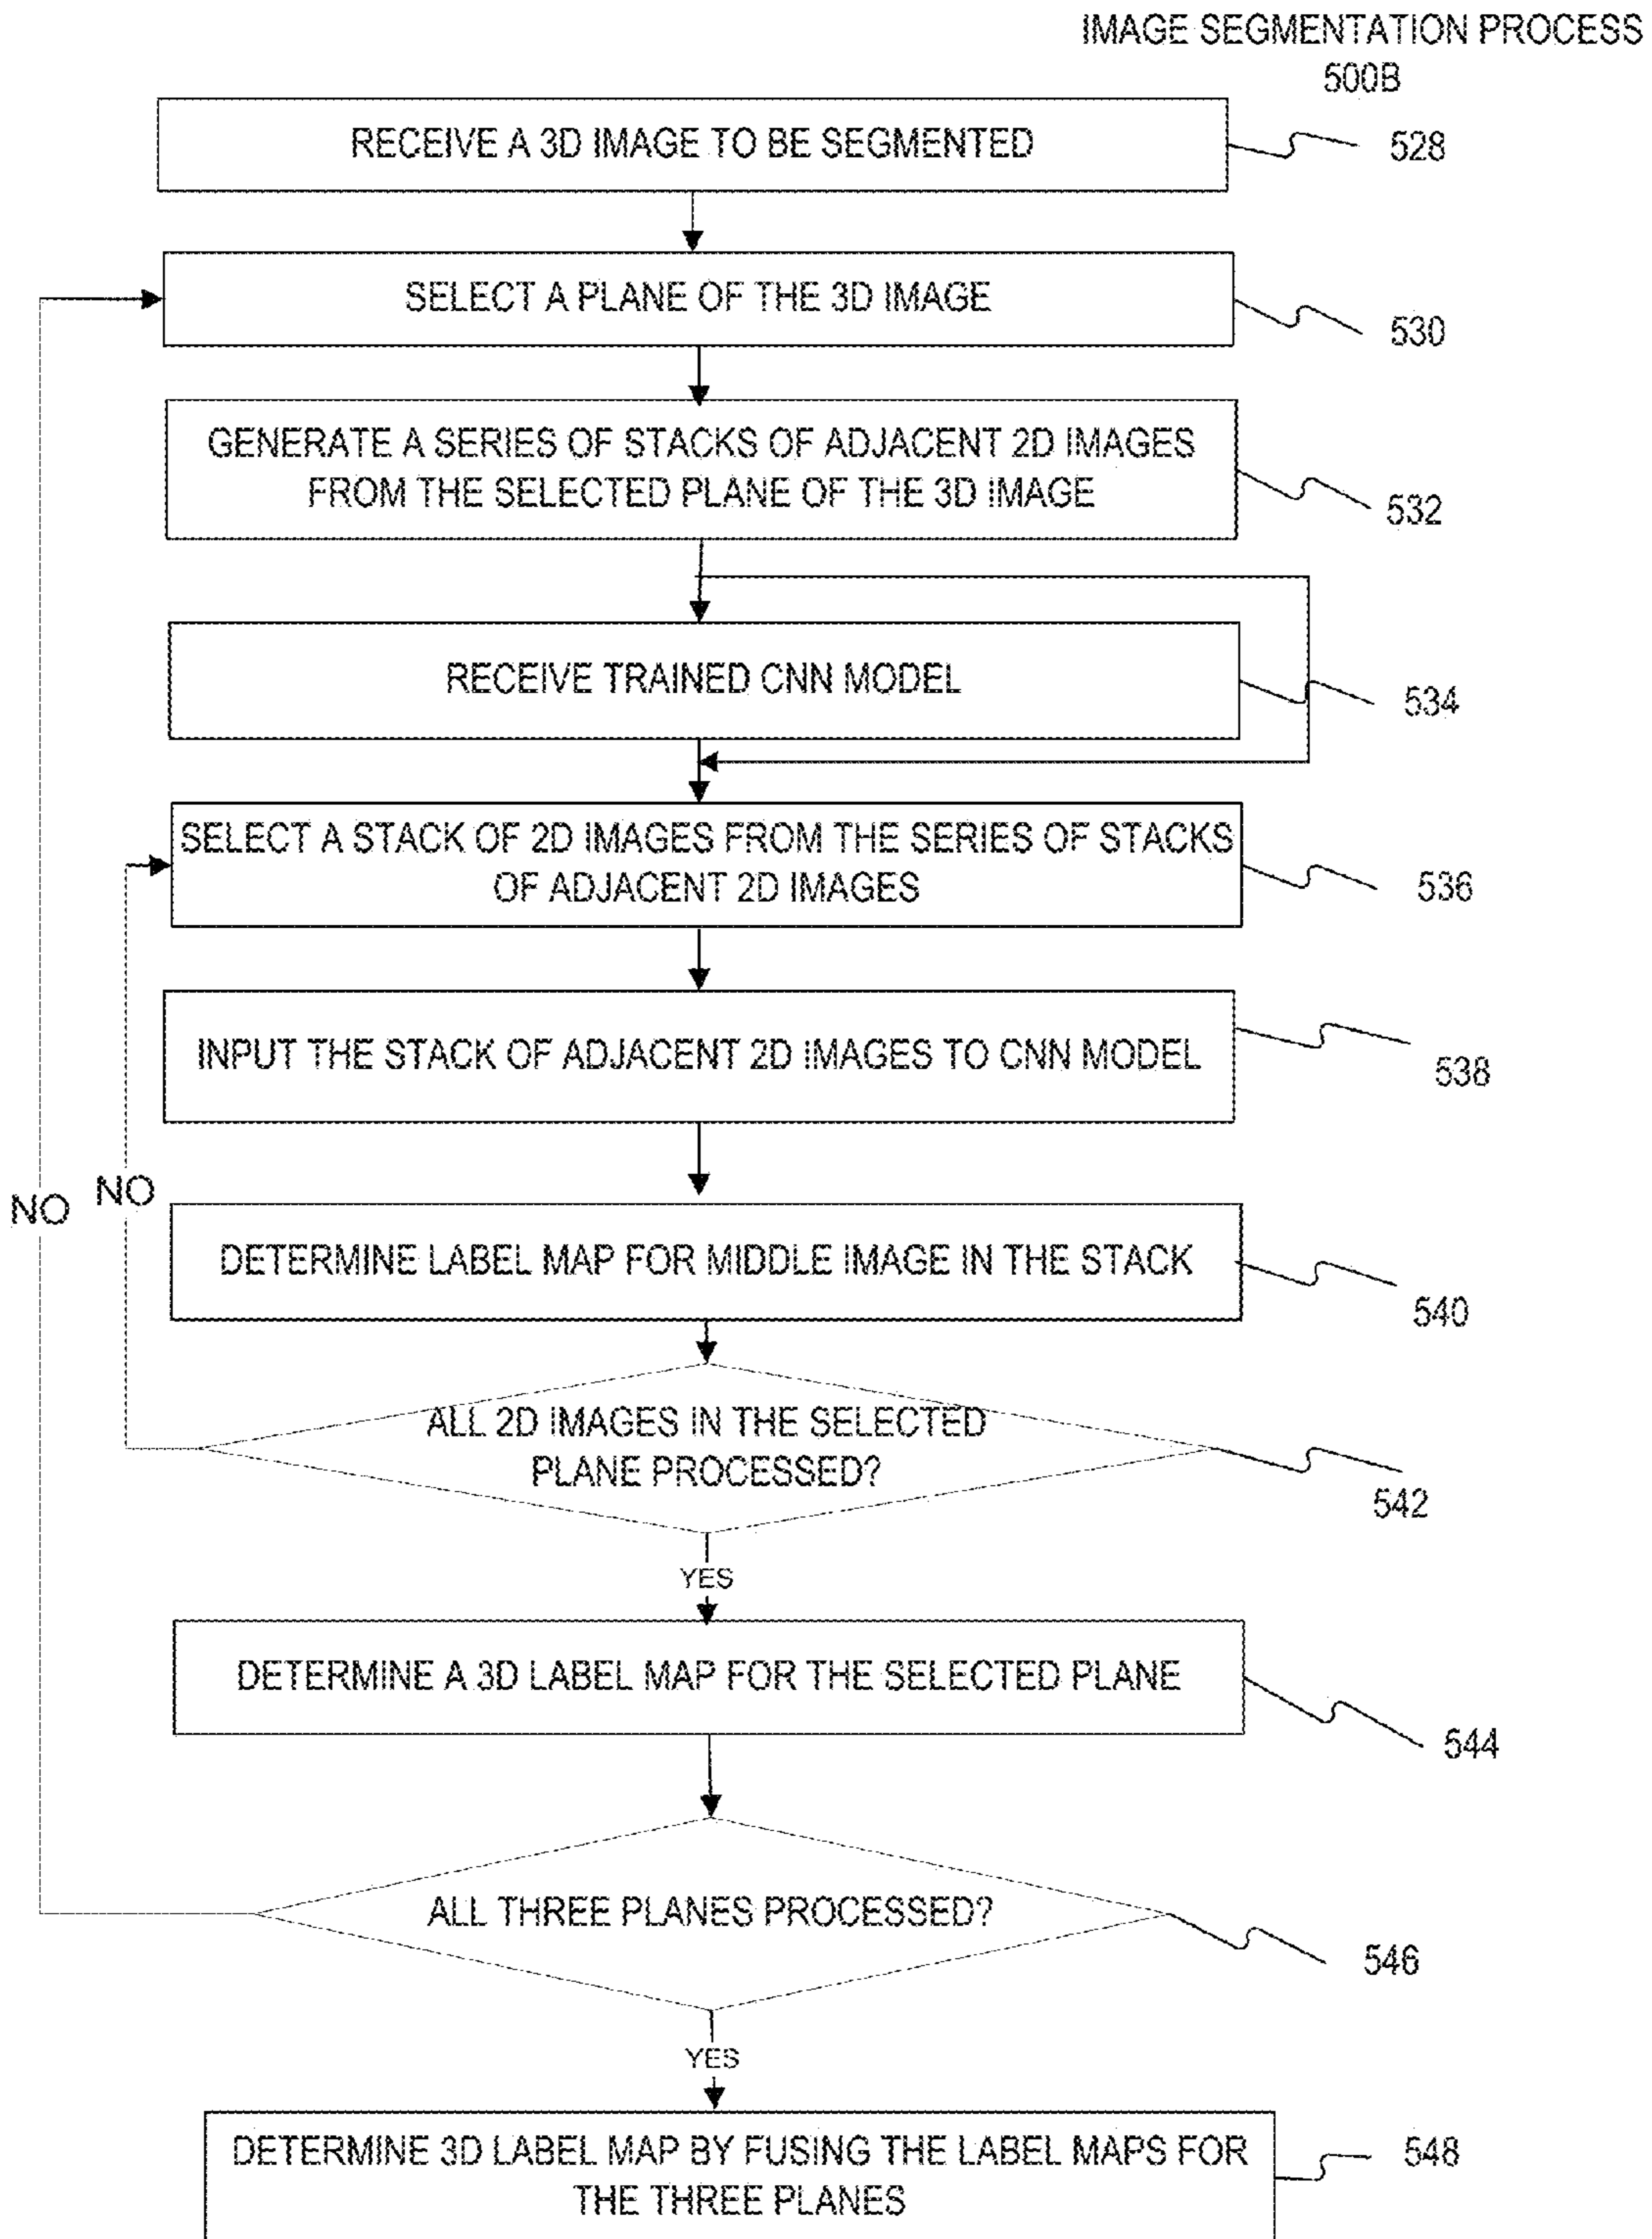 IMAGE SEGMENTATION PROCESS
500B
RECEIVE A 3D IMAGE TO BE SEGMENTED
528
SELECT A PLANE OF THE 3D IMAGE
530
GENERATE A SERIES OF STACKS OF ADJACENT 2D IMAGES
FROM THE SELECTED PLANE OF THE 3D IMAGE
532
RECEIVE TRAINED CNN MODEL
534
SELECT A STACK OF 2D IMAGES FROM THE SERIES OF STACKS
OF ADJACENT 2D IMAGES
536
INPUT THE STACK OF ADJACENT 2D IMAGES TO CNN MODEL
538
NO
NO
DETERMINE LABEL MAP FOR MIDDLE IMAGE IN THE STACK
540
ALL 2D IMAGES IN THE SELECTED
PLANE PROCESSED?
542
YES
DETERMINE A 3D LABEL MAP FOR THE SELECTED PLANE
544
ALL THREE PLANES PROCESSED?
546
YES
DETERMINE 3D LABEL MAP BY FUSING THE LABEL MAPS FOR
THE THREE PLANES
548